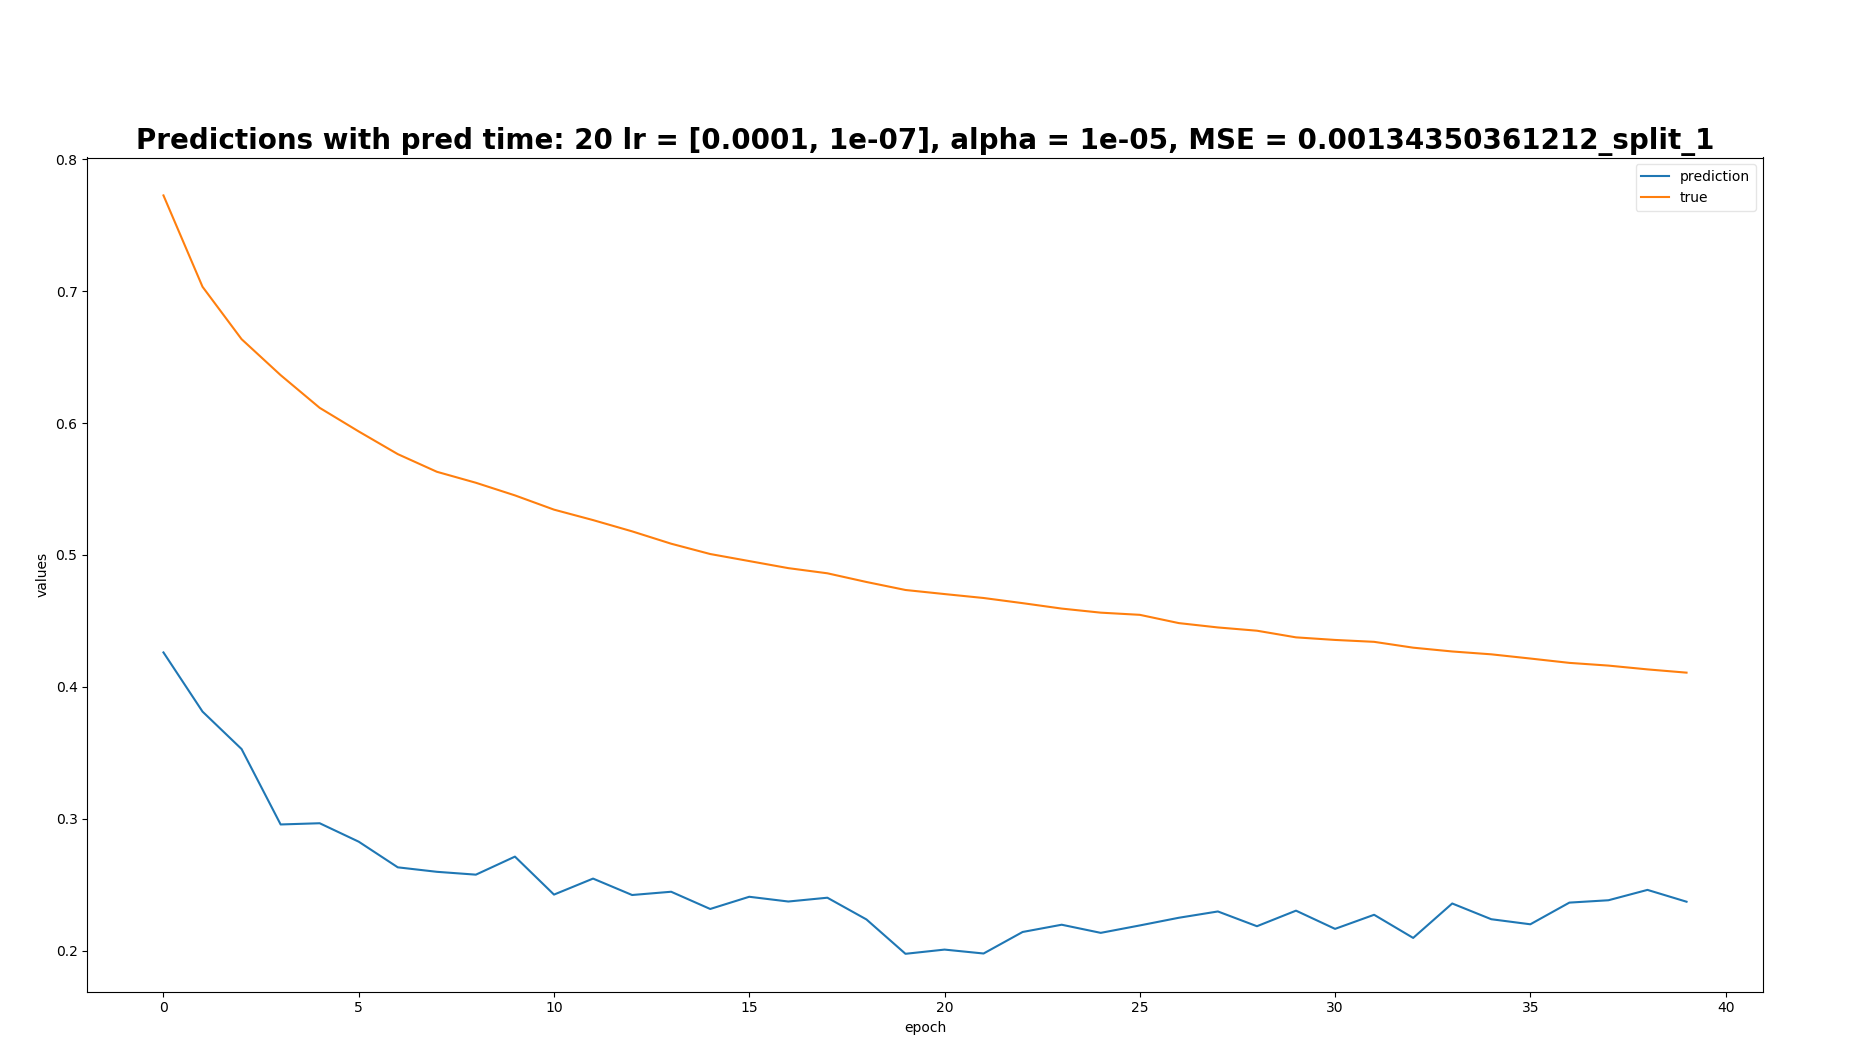 Predictions with pred time: 20 lr = [0.0001, 1e-07], alpha = 1e-05, MSE = 0.00134350361212_split_1
prediction
true
values
0.8
0.7
0.6
0.5
0.4
0.3
0.2
0 5 10 15 20 25 30 35 40
epoch